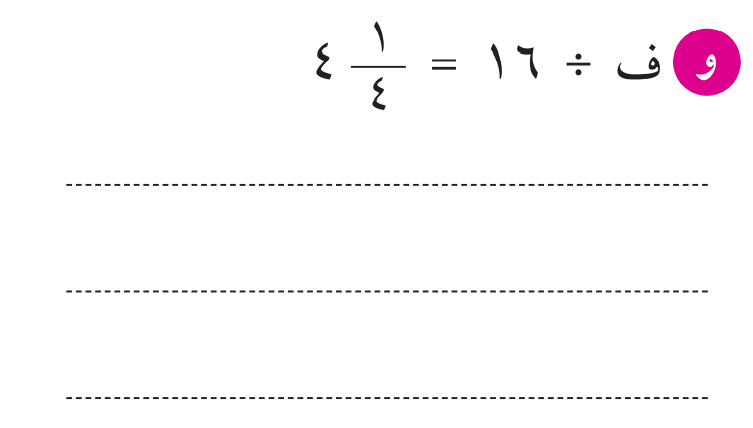 و ف ÷ ١٦ = ٤ ١/٤